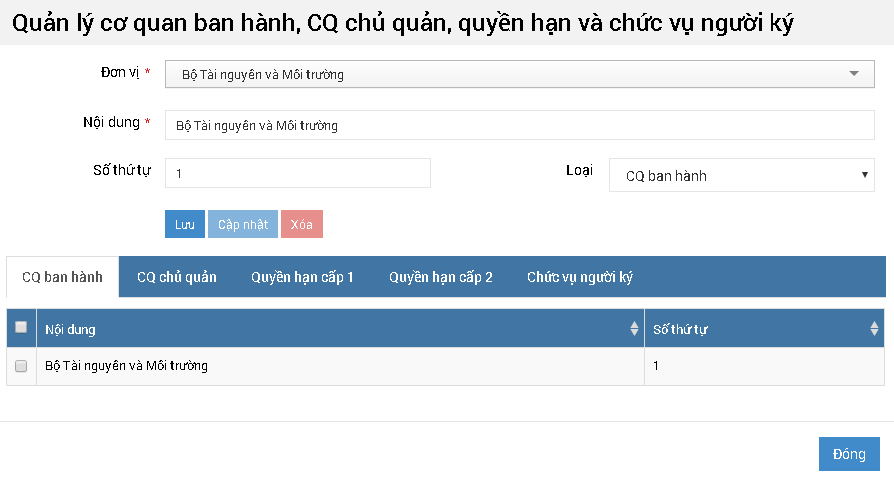 Quản lý cơ quan ban hành, CQ chủ quản, quyền hạn và chức vụ người ký
Đơn vị * Bộ Tài nguyên và Môi trường
Nội dung * Bộ Tài nguyên và Môi trường
Số thứ tự 1 Loại CQ ban hành
Lưu Cập nhật Xóa
CQ ban hành CQ chủ quản Quyền hạn cấp 1 Quyền hạn cấp 2 Chức vụ người ký
Nội dung Số thứ tự
Bộ Tài nguyên và Môi trường 1
Đóng